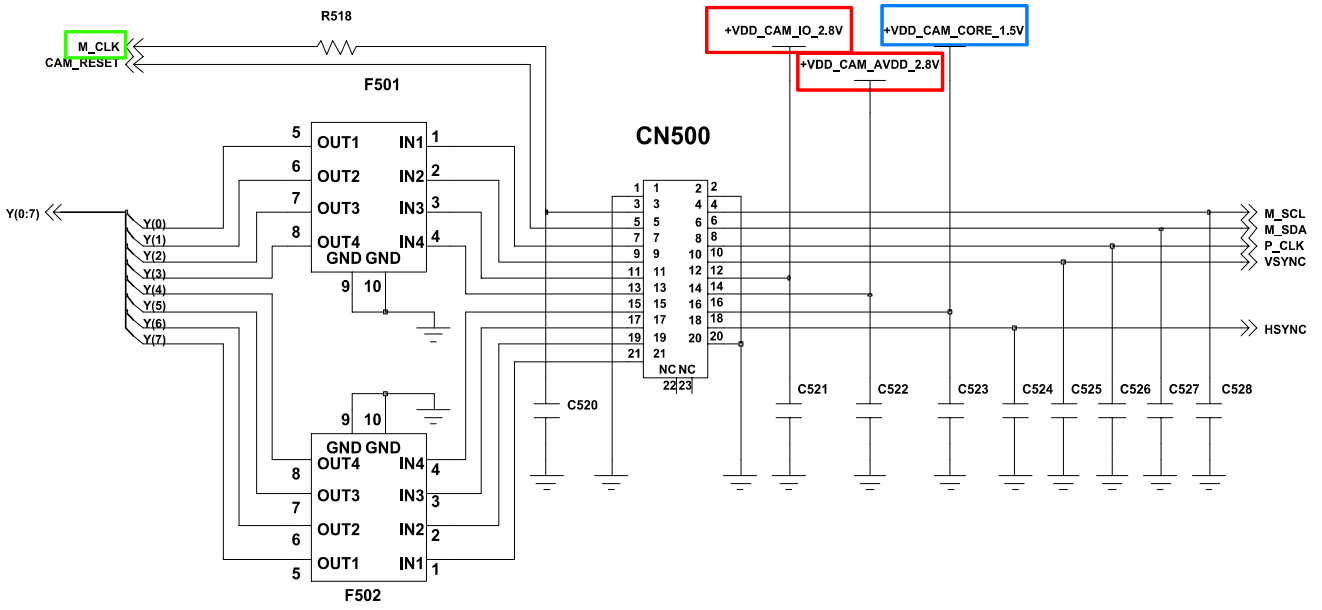 R518
+VDD_CAM_IO_2.8V
+VDD_CAM_CORE_1.5V
M_CLK
CAM_RESET
+VDD_CAM_AVDD_2.8V
F501
CN500
5 OUT1 IN1 1
6 OUT2 IN2 2
7 OUT3 IN3 3
8 OUT4 IN4 4
GND GND
9 10
Y(0:7)
Y(0)
Y(1)
Y(2)
Y(3)
Y(4)
Y(5)
Y(6)
Y(7)
1 1 2 2
3 3 4 4
5 5 6 6
7 7 8 8
9 9 10 10
11 11 12 12
13 13 14 14
15 15 16 16
17 17 18 18
19 19 20 20
21 21
NC NC
22 23
M_SCL
M_SDA
P_CLK
VSYNC
HSYNC
C520
C521
C522
C523
C524
C525
C526
C527
C528
9 10
GND GND
8 OUT4 IN4 4
7 OUT3 IN3 3
6 OUT2 IN2 2
5 OUT1 IN1 1
F502